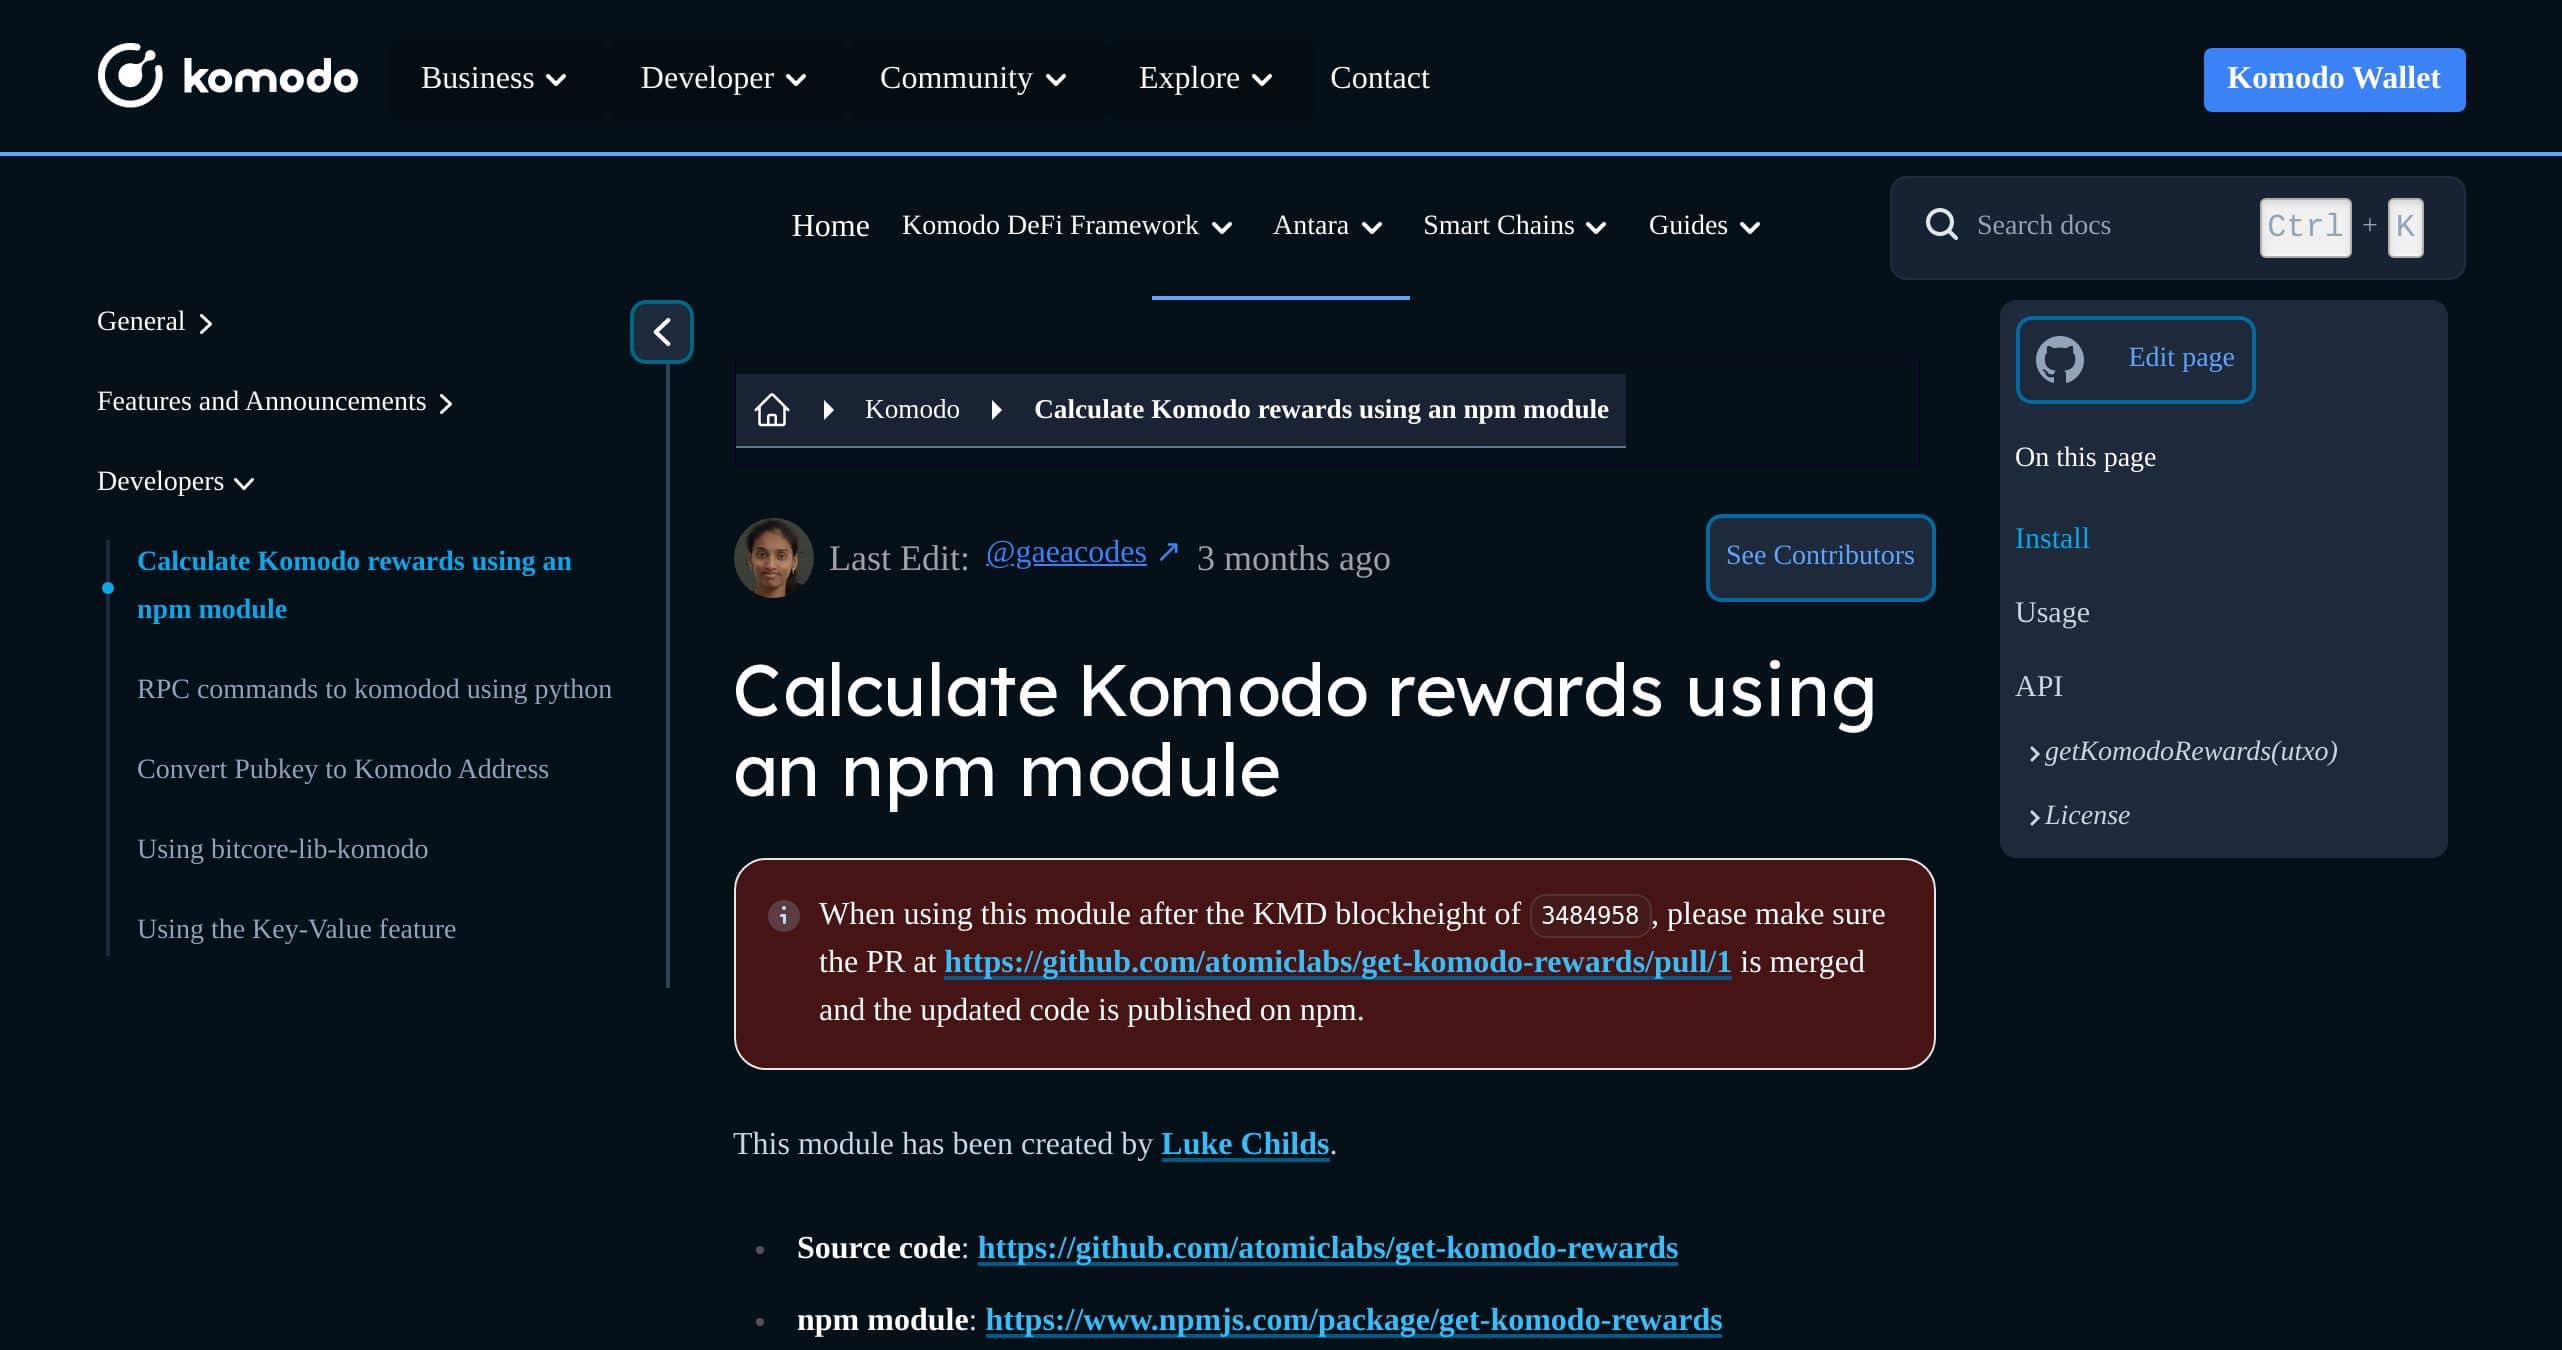 komodo Business Developer Community Explore Contact Komodo Wallet
Home Komodo DeFi Framework Antara Smart Chains Guides Search docs Ctrl + K
General
Features and Announcements
Developers
Calculate Komodo rewards using an
npm module
RPC commands to komodod using python
Convert Pubkey to Komodo Address
Using bitcore-lib-komodo
Using the Key-Value feature
Komodo Calculate Komodo rewards using an npm module
Last Edit: @gaeacodes ↗ 3 months ago See Contributors
Calculate Komodo rewards using
an npm module
When using this module after the KMD blockheight of 3484958, please make sure
the PR at https://github.com/atomiclabs/get-komodo-rewards/pull/1 is merged
and the updated code is published on npm.
This module has been created by Luke Childs.
• Source code: https://github.com/atomiclabs/get-komodo-rewards
• npm module: https://www.npmjs.com/package/get-komodo-rewards
Edit page
On this page
Install
Usage
API
getKomodoRewards(utxo)
License